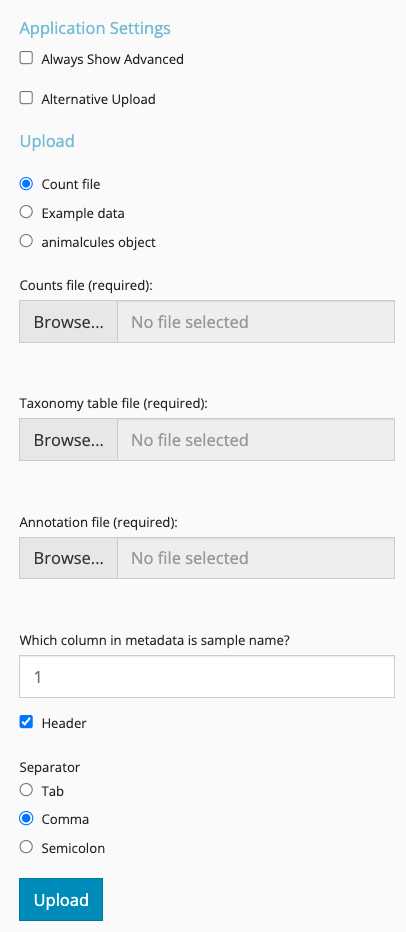 Application Settings
Always Show Advanced
Alternative Upload
Upload
Count file
Example data
animalcules object
Counts file (required):
Browse... No file selected
Taxonomy table file (required):
Browse... No file selected
Annotation file (required):
Browse... No file selected
Which column in metadata is sample name?
1
Header
Separator
Tab
Comma
Semicolon
Upload